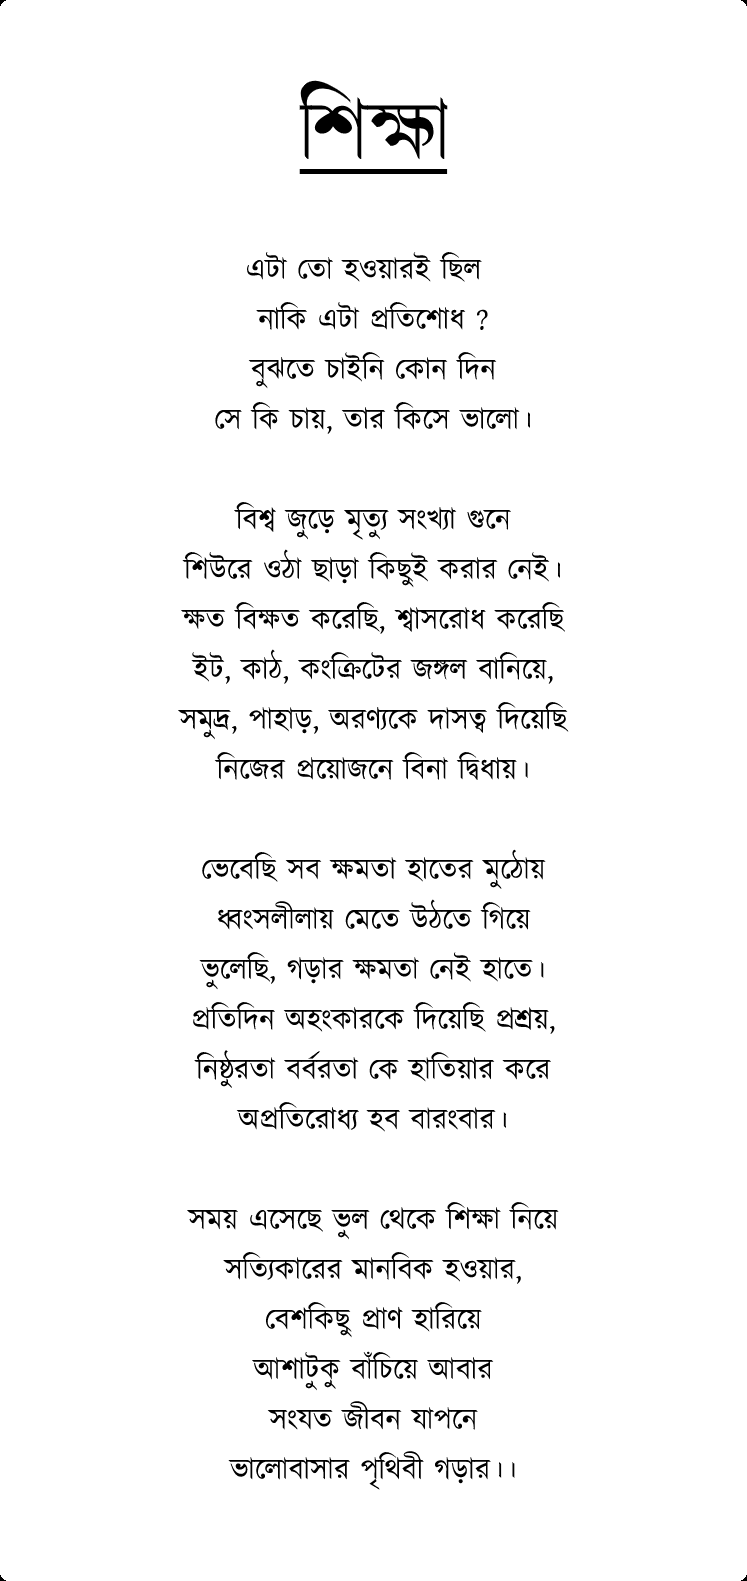 শিক্ষা
এটা তো হওয়ারই ছিল
নাকি এটা প্রতিশোধ ?
বুঝতে চাইনি কোন দিন
সে কি চায়, তার কিসে ভালো।
বিশ্ব জুড়ে মৃত্যু সংখ্যা গুনে
শিউরে ওঠা ছাড়া কিছুই করার নেই।
ক্ষত বিক্ষত করেছি, শ্বাসরোধ করেছি
ইট, কাঠ, কংক্রিটের জঙ্গল বানিয়ে,
সমুদ্র, পাহাড়, অরণ্যকে দাসত্ব দিয়েছি
নিজের প্রয়োজনে বিনা দ্বিধায়।
ভেবেছি সব ক্ষমতা হাতের মুঠোয়
ধ্বংসলীলায় মেতে উঠতে গিয়ে
ভুলেছি, গড়ার ক্ষমতা নেই হাতে।
প্রতিদিন অহংকারকে দিয়েছি প্রশ্রয়,
নিষ্ঠুরতা বর্বরতা কে হাতিয়ার করে
অপ্রতিরোধ্য হব বারংবার।
সময় এসেছে ভুল থেকে শিক্ষা নিয়ে
সত্যিকারের মানবিক হওয়ার,
বেশকিছু প্রাণ হারিয়ে
আশাটুকু বাঁচিয়ে আবার
সংযত জীবন যাপনে
ভালোবাসার পৃথিবী গড়ার।।